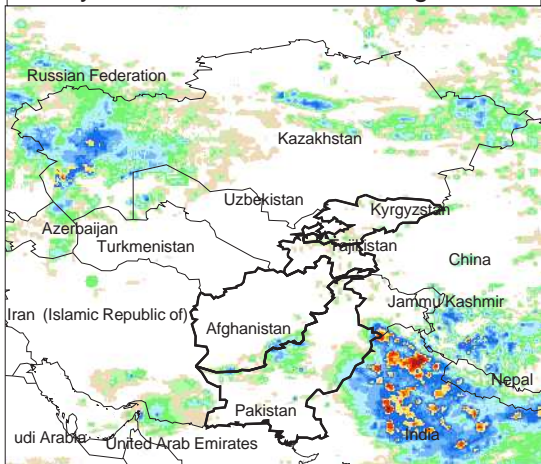 Russian Federation
Kazakhstan
Uzbekistan
Kyrgyzstan
Azerbaijan
Turkmenistan
Tajikistan
China
Jammu Kashmir
Iran (Islamic Republic of)
Afghanistan
Nepal
Pakistan
India
udi Arabia
United Arab Emirates